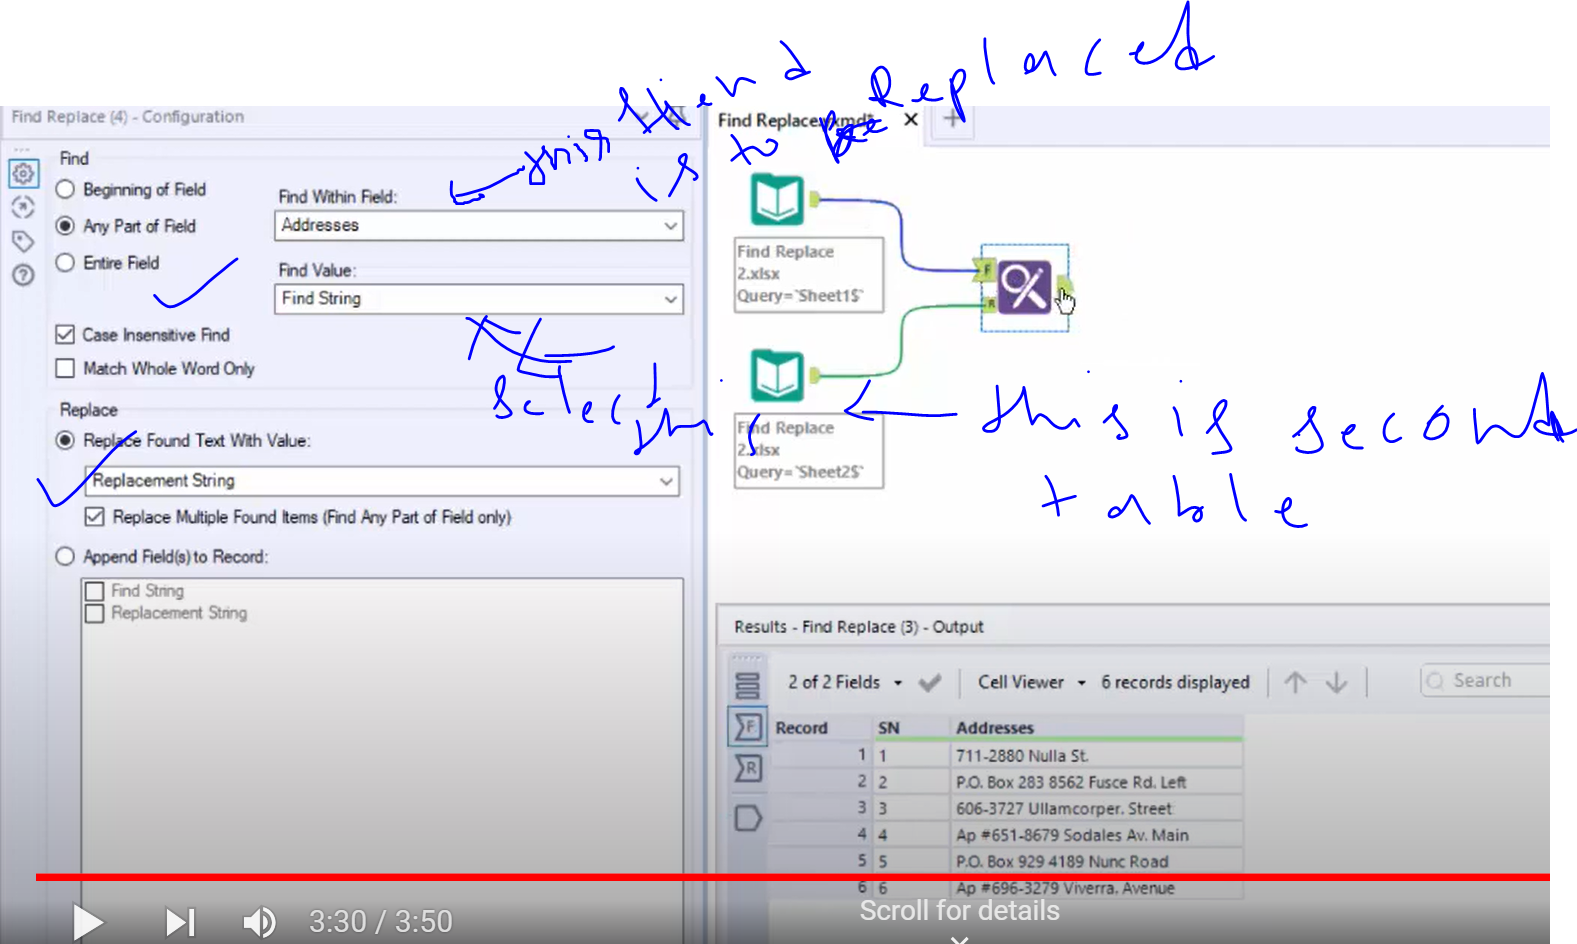 this field
is to be Replaced
Find Replace (4) - Configuration
Find
Beginning of Field
Any Part of Field
Entire Field
Find Within Field:
Addresses
Find Value:
Find String
Case Insensitive Find
Match Whole Word Only
select this
Replace
Replace Found Text With Value:
Replacement String
Replace Multiple Found Items (Find Any Part of Field only)
Append Field(s) to Record:
Find String
Replacement String
Find Replace.yxmd*
Find Replace
2.xlsx
Query=`Sheet1$`
F
R
Find Replace
2.xlsx
Query=`Sheet2$`
this is second
table
Results - Find Replace (3) - Output
2 of 2 Fields
Cell Viewer
6 records displayed
Search
F
R
Record SN Addresses
1 1 711-2880 Nulla St.
2 2 P.O. Box 283 8562 Fusce Rd. Left
3 3 606-3727 Ullamcorper. Street
4 4 Ap #651-8679 Sodales Av. Main
5 5 P.O. Box 929 4189 Nunc Road
6 6 Ap #696-3279 Viverra. Avenue
3:30 / 3:50
Scroll for details